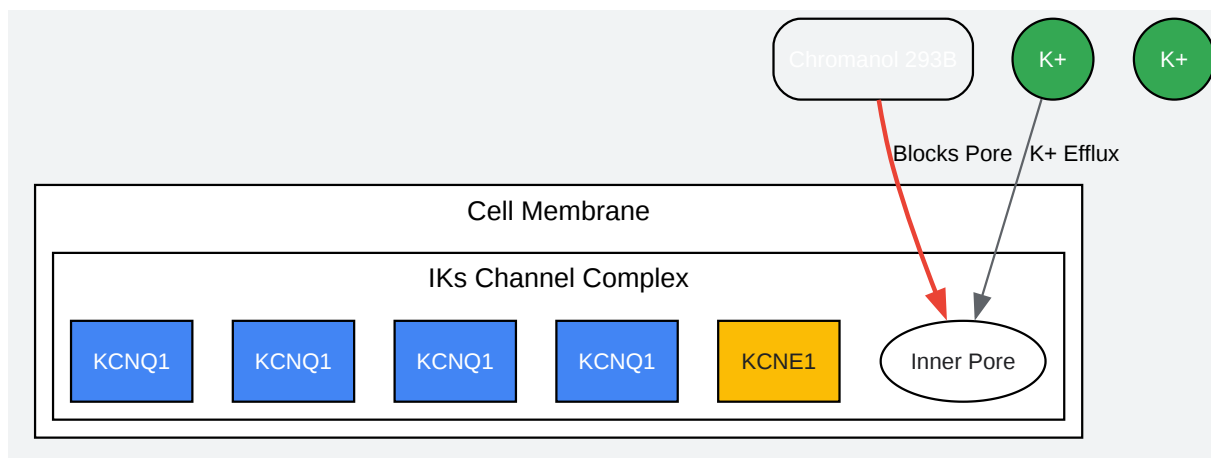 Chromanol 293B
K+
K+
Blocks Pore
K+ Efflux
Cell Membrane
IKs Channel Complex
KCNQ1
KCNQ1
KCNQ1
KCNQ1
KCNE1
Inner Pore